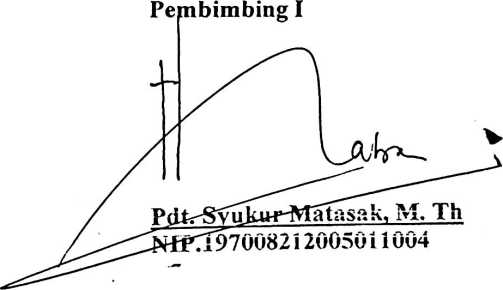 Pembimbing I
Pdt. Syukur Matasak, M. Th
NIP.197008212005011004